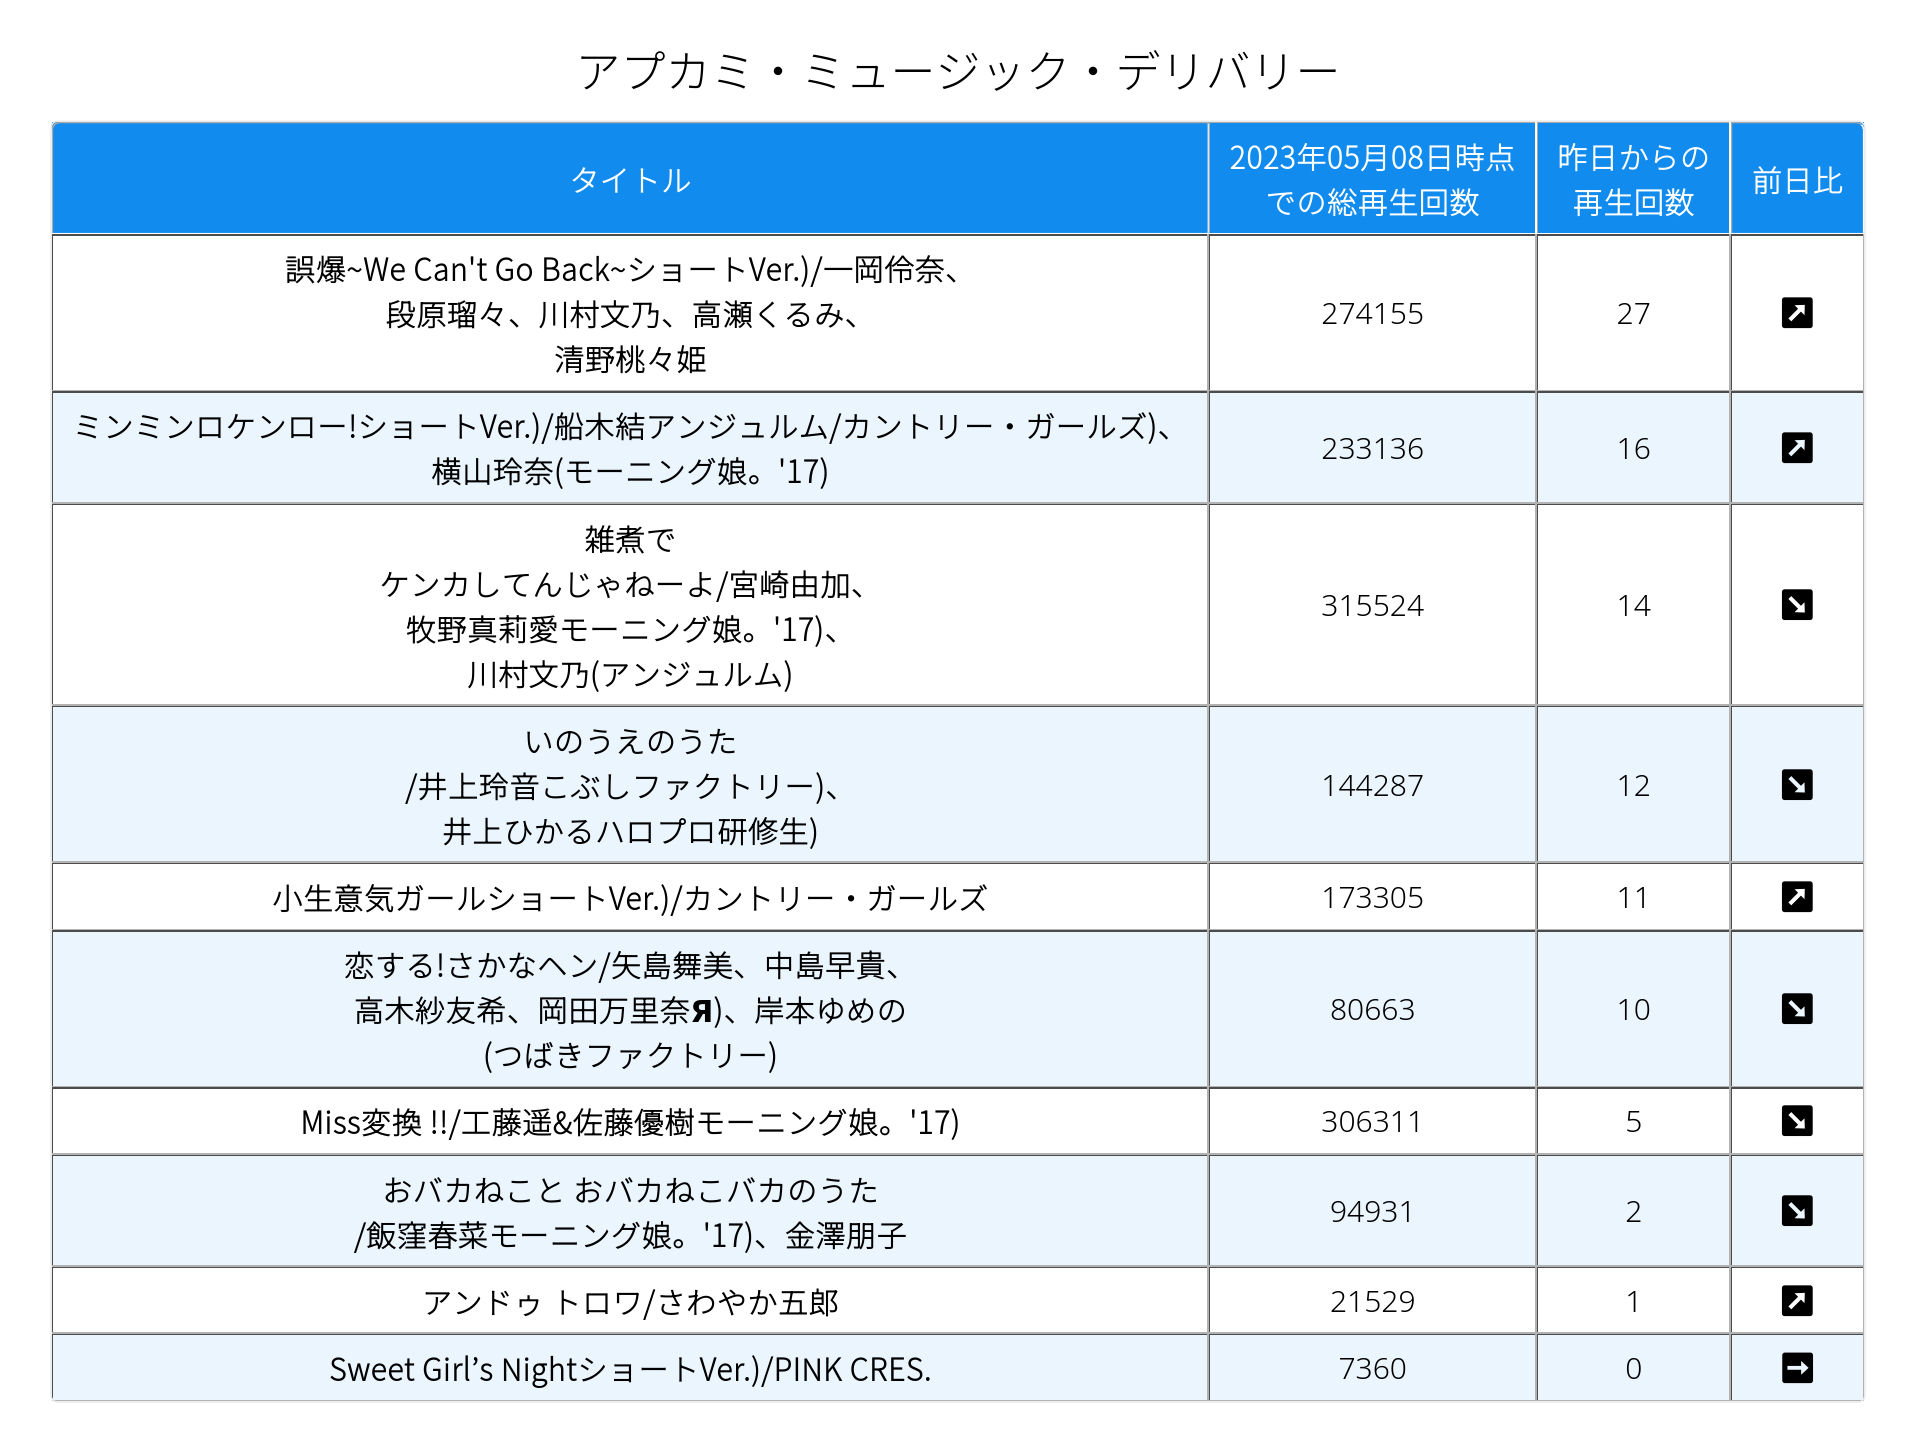 アプカミ・ミュージック・デリバリー
タイトル
2023年05月08日時点
での総再生回数
昨日からの
再生回数
前日比
誤爆~We Can't Go Back~ショートVer.)/一岡伶奈、
段原瑠々、川村文乃、高瀬くるみ、
清野桃々姫
274155
27
ミンミンロケンロー!ショートVer.)/船木結アンジュルム/カントリー・ガールズ)、
横山玲奈(モーニング娘。'17)
233136
16
雑煮で
ケンカしてんじゃねーよ/宮崎由加、
牧野真莉愛モーニング娘。'17)、
川村文乃(アンジュルム)
315524
14
いのうえのうた
/井上玲音こぶしファクトリー)、
井上ひかるハロプロ研修生)
144287
12
小生意気ガールショートVer.)/カントリー・ガールズ
173305
11
恋する!さかなヘン/矢島舞美、中島早貴、
高木紗友希、岡田万里奈Я)、岸本ゆめの
(つばきファクトリー)
80663
10
Miss変換 !!/工藤遥&佐藤優樹モーニング娘。'17)
306311
5
おバカねこと おバカねこバカのうた
/飯窪春菜モーニング娘。'17)、金澤朋子
94931
2
アンドゥ トロワ/さわやか五郎
21529
1
Sweet Girl’s NightショートVer.)/PINK CRES.
7360
0